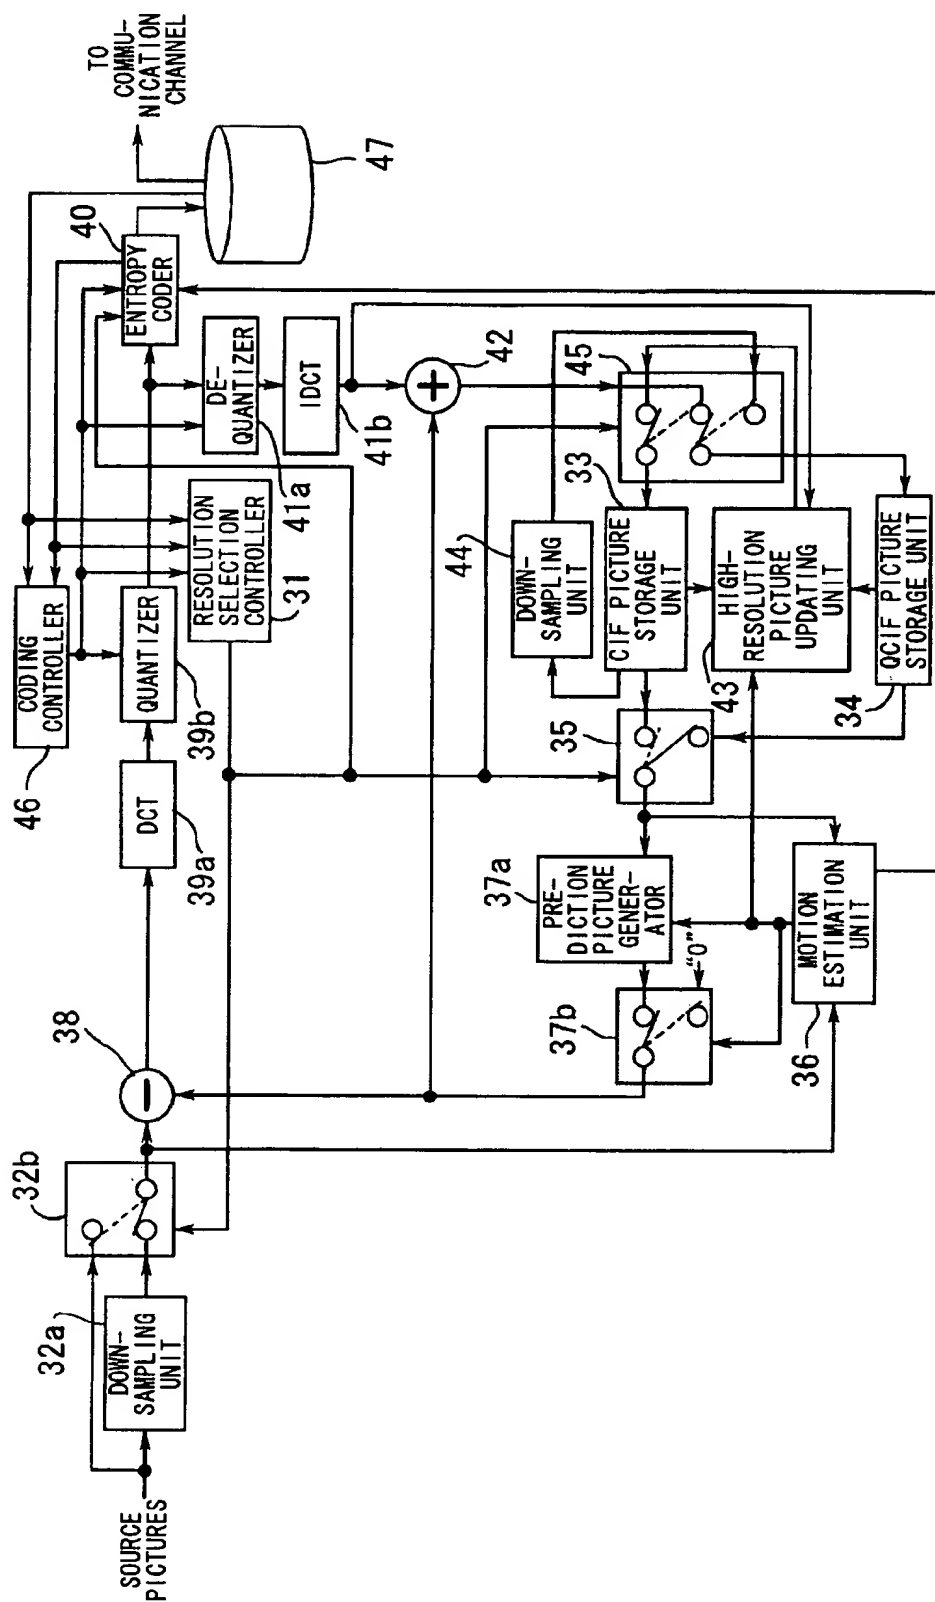 SOURCE
PICTURES
32a
DOWN-
SAMPLING
UNIT
32b
38
DCT
39a
QUANTIZER
39b
CODING
CONTROLLER
46
RESOLUTION
SELECTION
CONTROLLER
31
ENTROPY
CODER
40
TO
COMMU-
NICATION
CHANNEL
47
DE-
QUANTIZER
41a
IDCT
41b
42
45
33
CIF PICTURE
STORAGE
UNIT
44
DOWN-
SAMPLING
UNIT
HIGH-
RESOLUTION
PICTURE
UPDATING
UNIT
43
QCIF PICTURE
STORAGE UNIT
34
35
37a
PRE-
DICTION
PICTURE
GENER-
ATOR
37b
"0"
MOTION
ESTIMATION
UNIT
36